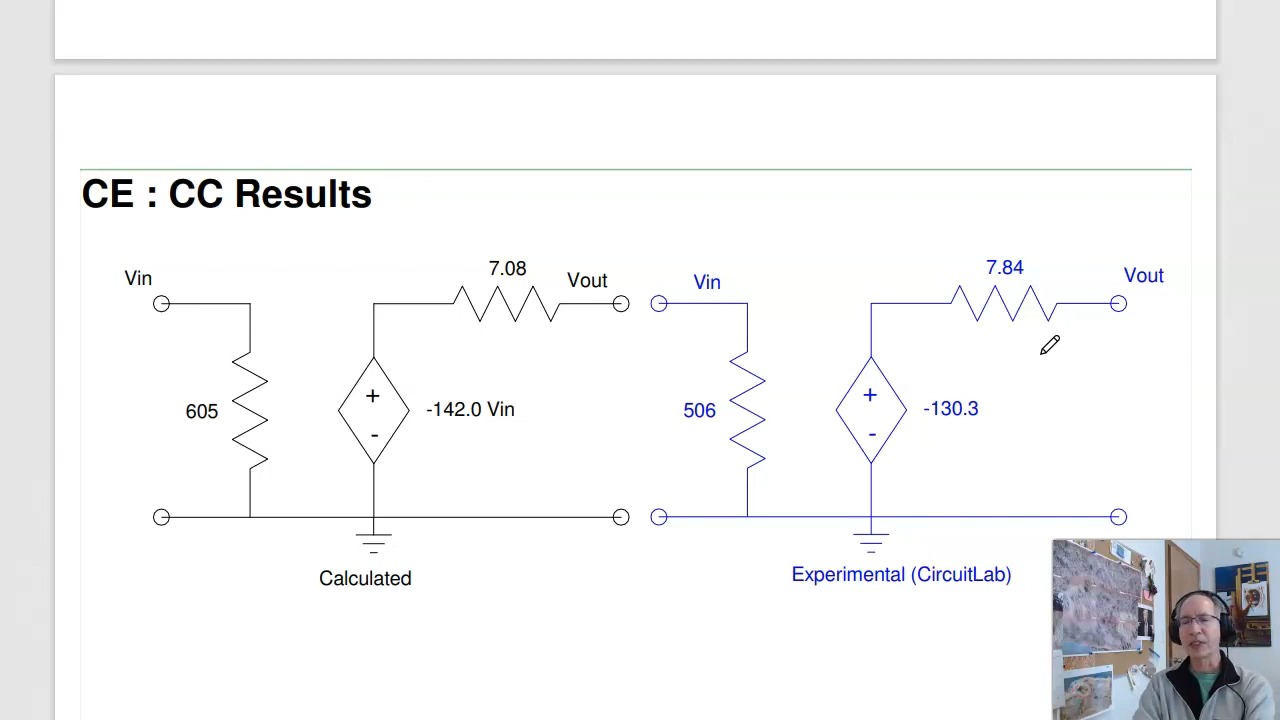 CE : CC Results
Vin
7.08
Vout
605
+
-
-142.0 Vin
Calculated
Vin
7.84
Vout
506
+
-
-130.3
Experimental (CircuitLab)